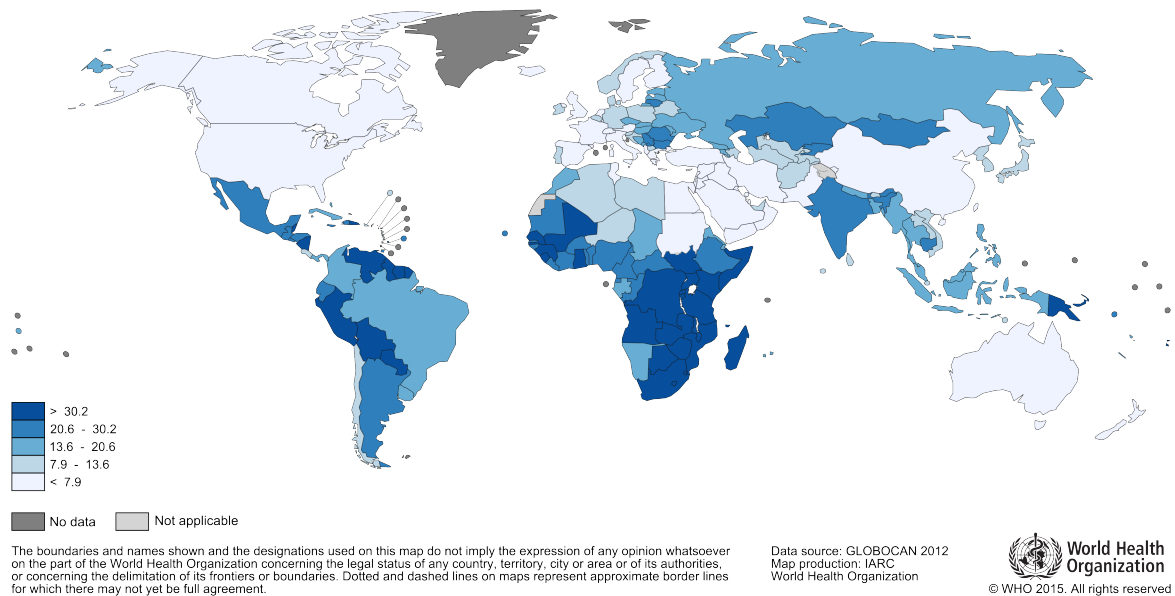 > 30.2
20.6 - 30.2
13.6 - 20.6
7.9 - 13.6
< 7.9
No data
Not applicable
The boundaries and names shown and the designations used on this map do not imply the expression of any opinion whatsoever
on the part of the World Health Organization concerning the legal status of any country, territory, city or area or of its authorities,
or concerning the delimitation of its frontiers or boundaries. Dotted and dashed lines on maps represent approximate border lines
for which there may not yet be full agreement.
Data source: GLOBOCAN 2012
Map production: IARC
World Health Organization
World Health
Organization
© WHO 2015. All rights reserved